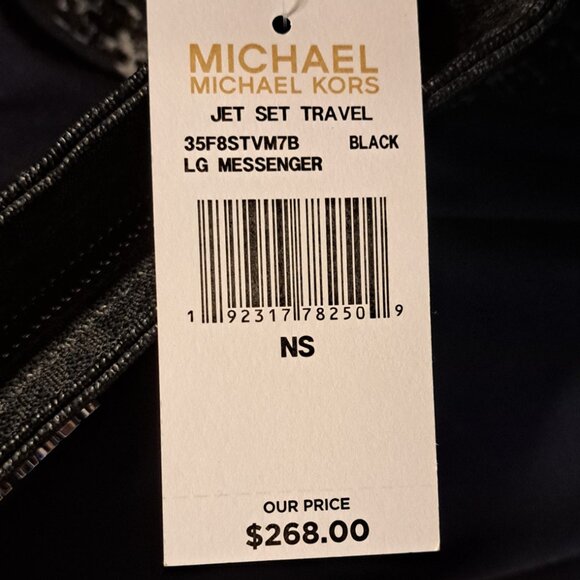 MICHAEL
MICHAEL KORS
JET SET TRAVEL
35F8STVM7B BLACK
LG MESSENGER
1 92317 78250 9
NS
OUR PRICE
$268.00